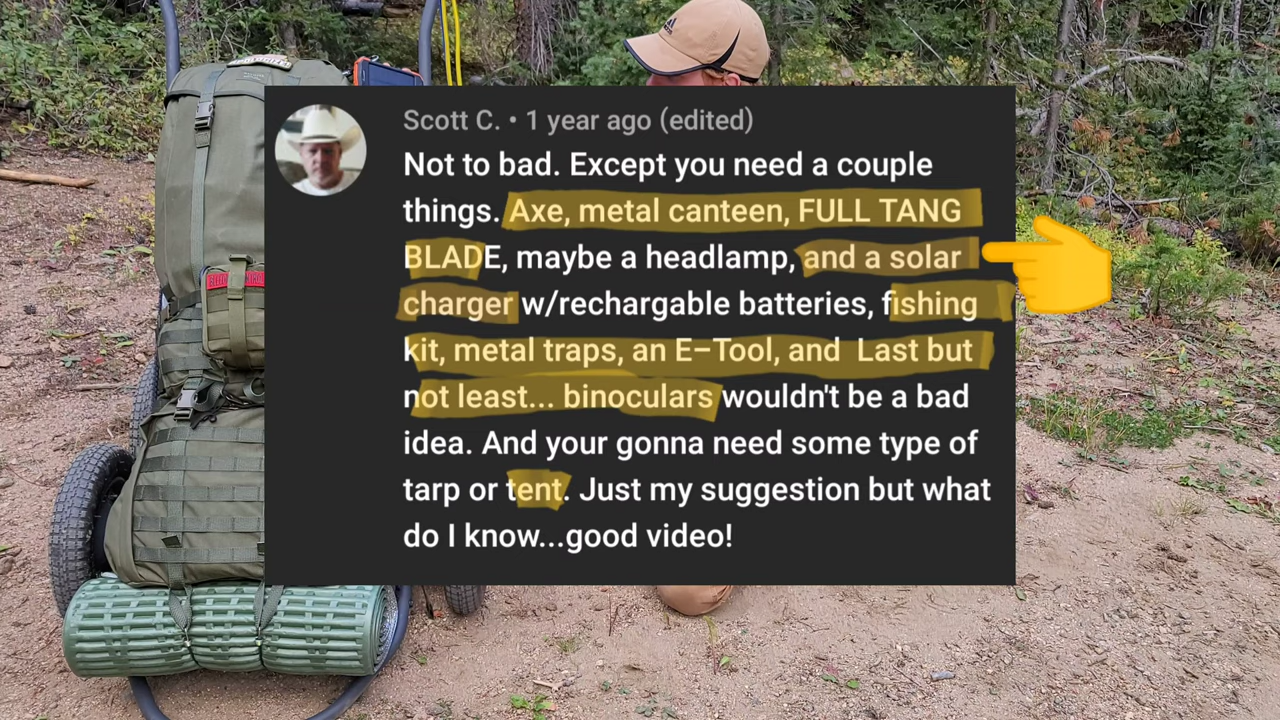 Scott C. • 1 year ago (edited)
Not to bad. Except you need a couple
things. Axe, metal canteen, FULL TANG
BLADE, maybe a headlamp, and a solar
charger w/rechargable batteries, fishing
kit, metal traps, an E–Tool, and Last but
not least... binoculars wouldn't be a bad
idea. And your gonna need some type of
tarp or tent. Just my suggestion but what
do I know...good video!